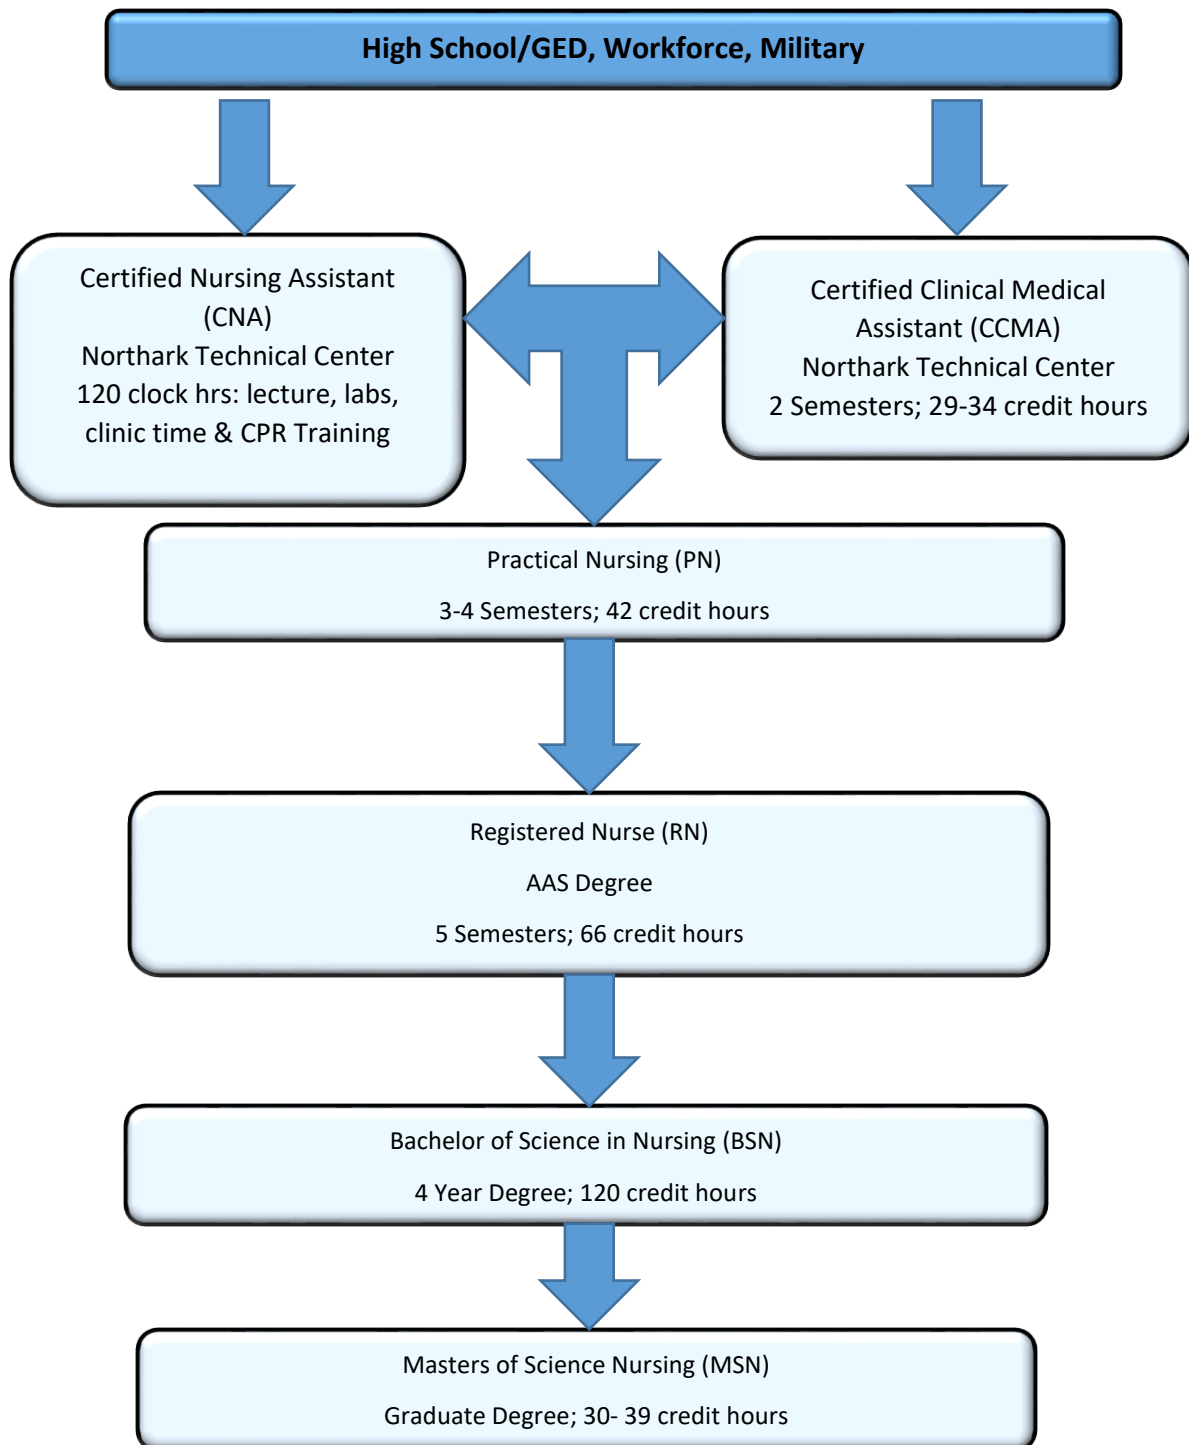 High School/GED, Workforce, Military
Certified Nursing Assistant
(CNA)
Northark Technical Center
120 clock hrs: lecture, labs,
clinic time & CPR Training
Certified Clinical Medical
Assistant (CCMA)
Northark Technical Center
2 Semesters; 29-34 credit hours
Practical Nursing (PN)
3-4 Semesters; 42 credit hours
Registered Nurse (RN)
AAS Degree
5 Semesters; 66 credit hours
Bachelor of Science in Nursing (BSN)
4 Year Degree; 120 credit hours
Masters of Science Nursing (MSN)
Graduate Degree; 30- 39 credit hours